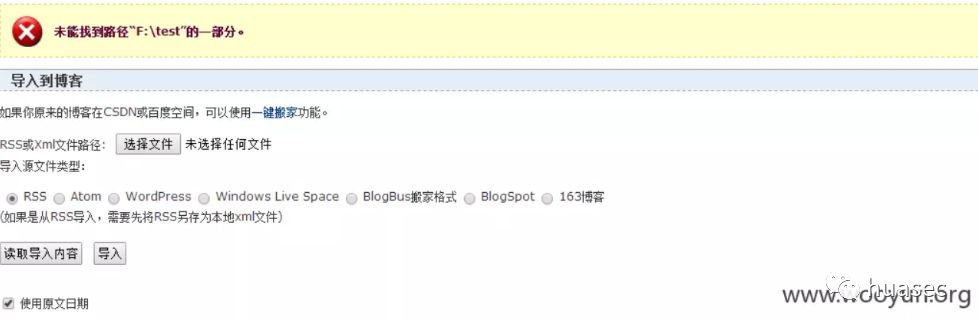 未能找到路径“F:\test”的一部分。
导入到博客
如果你原来的博客在CSDN或百度空间，可以使用一键搬家功能。
RSS或Xml文件路径： 选择文件 未选择任何文件
导入源文件类型：
RSS Atom WordPress Windows Live Space BlogBus搬家格式 BlogSpot 163博客
(如果是从RSS导入，需要先将RSS另存为本地xml文件)
读取导入内容 导入
使用原文日期
www.wooyun.org
huasec